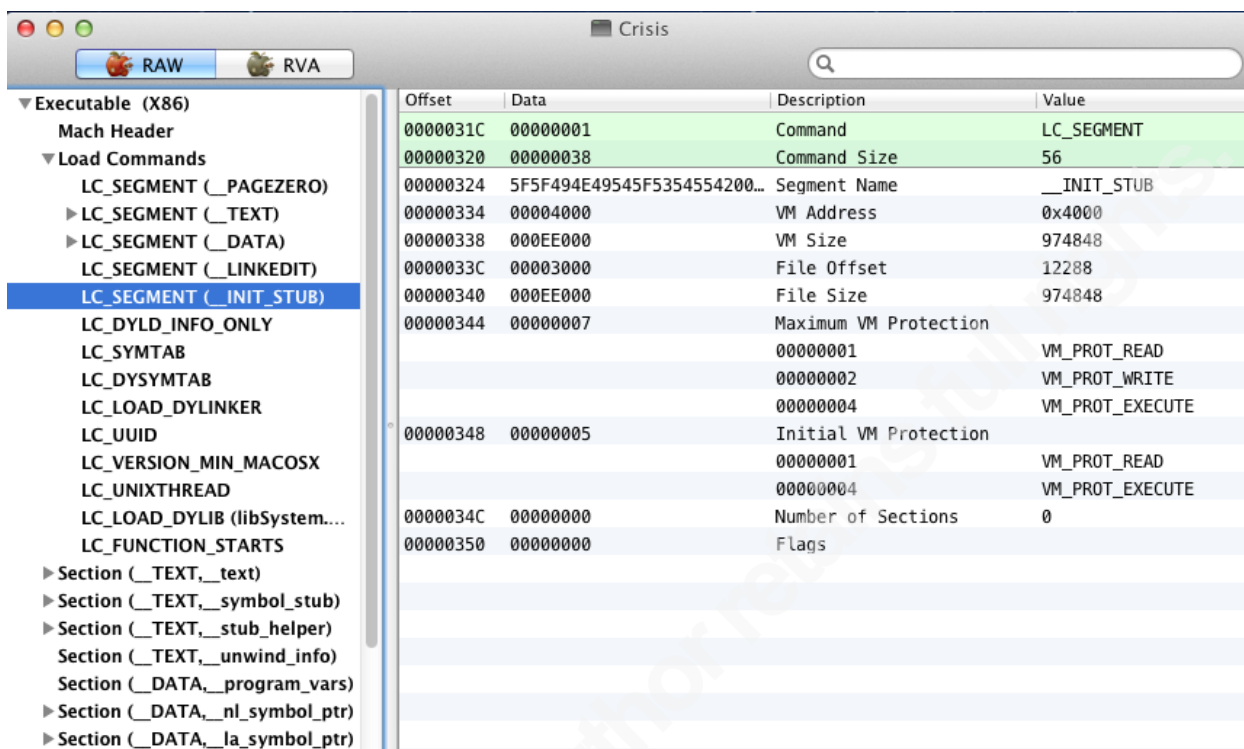 Crisis
RAW RVA
Executable (X86)
Mach Header
Load Commands
LC_SEGMENT (__PAGEZERO)
LC_SEGMENT (__TEXT)
LC_SEGMENT (__DATA)
LC_SEGMENT (__LINKEDIT)
LC_SEGMENT (__INIT_STUB)
LC_DYLD_INFO_ONLY
LC_SYMTAB
LC_DYSYMTAB
LC_LOAD_DYLINKER
LC_UUID
LC_VERSION_MIN_MACOSX
LC_UNIXTHREAD
LC_LOAD_DYLIB (libSystem....
LC_FUNCTION_STARTS
Section (__TEXT,__text)
Section (__TEXT,__symbol_stub)
Section (__TEXT,__stub_helper)
Section (__TEXT,__unwind_info)
Section (__DATA,__program_vars)
Section (__DATA,__nl_symbol_ptr)
Section (__DATA,__la_symbol_ptr)
Offset Data Description Value
0000031C 00000001 Command LC_SEGMENT
00000320 00000038 Command Size 56
00000324 5F5F494E49545F5354554200… Segment Name __INIT_STUB
00000334 00004000 VM Address 0x4000
00000338 000EE000 VM Size 974848
0000033C 00003000 File Offset 12288
00000340 000EE000 File Size 974848
00000344 00000007 Maximum VM Protection
00000001 VM_PROT_READ
00000002 VM_PROT_WRITE
00000004 VM_PROT_EXECUTE
00000348 00000005 Initial VM Protection
00000001 VM_PROT_READ
00000004 VM_PROT_EXECUTE
0000034C 00000000 Number of Sections 0
00000350 00000000 Flags
thor retains full rights.